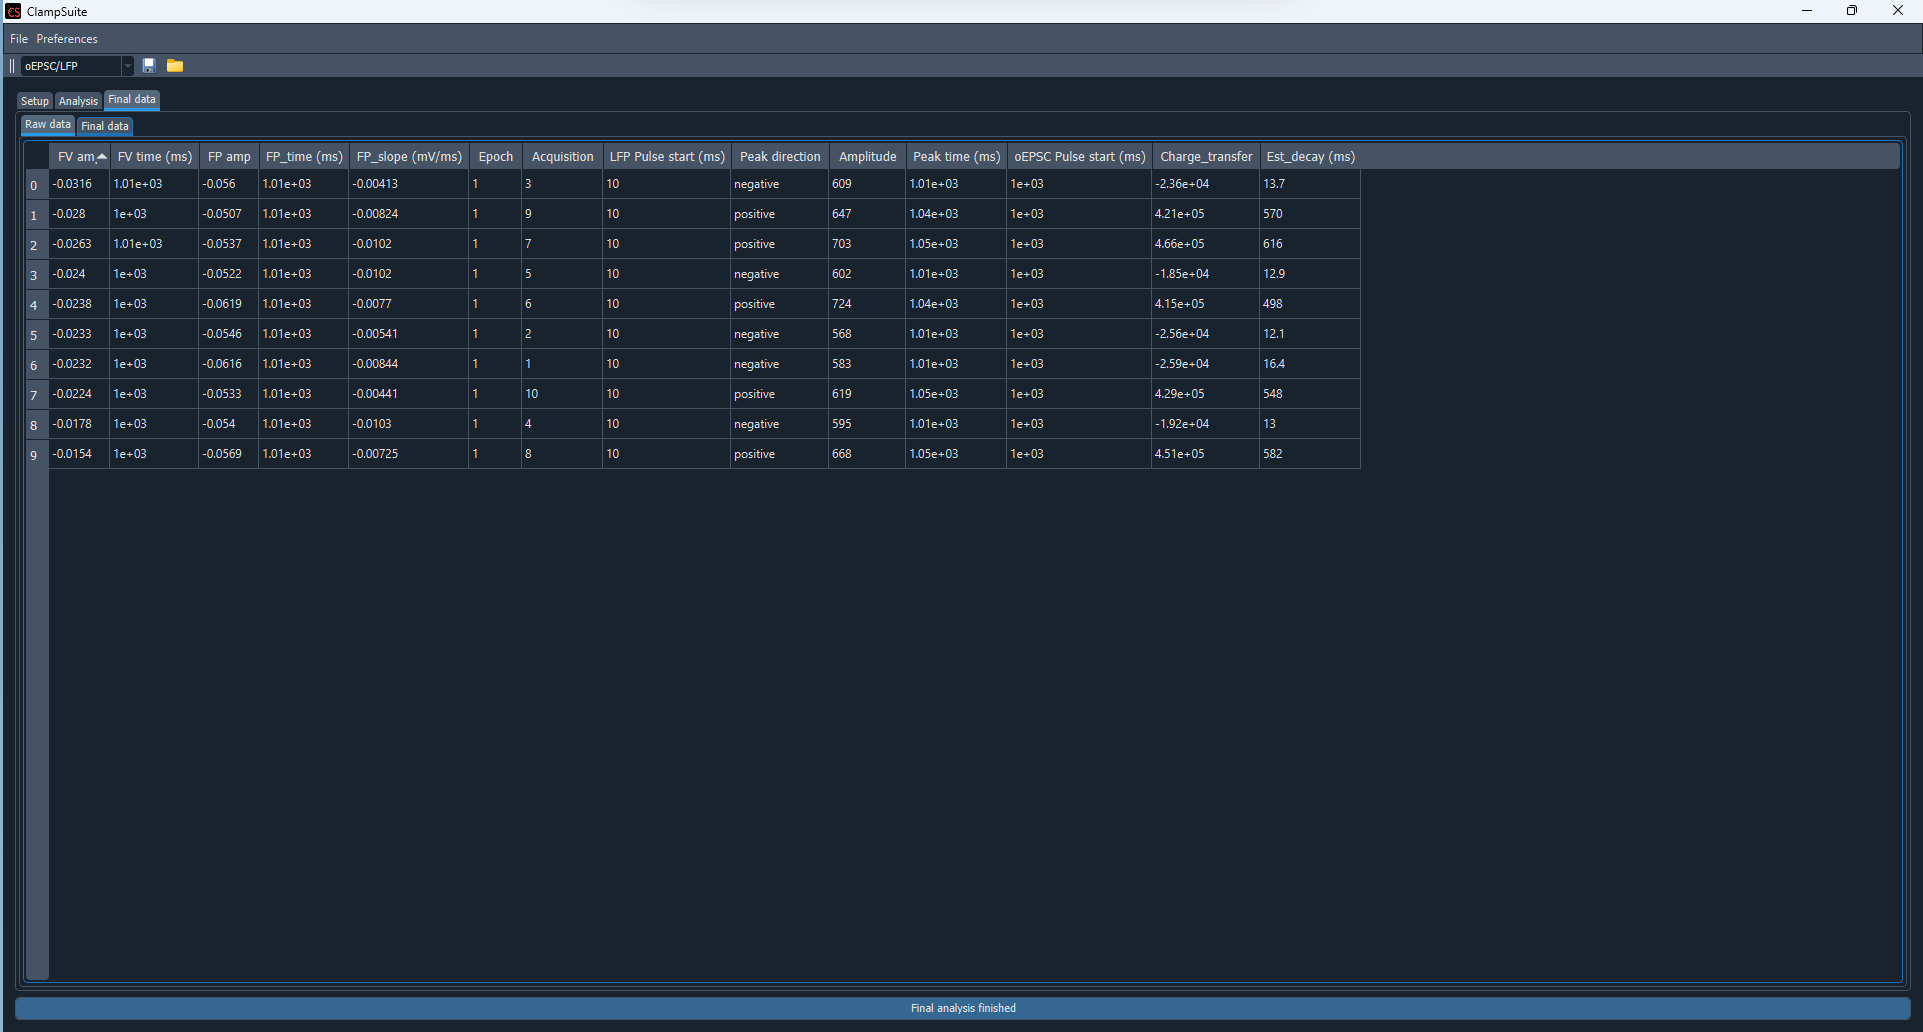 CS ClampSuite
File Preferences
oEPSC/LFP
Setup Analysis Final data
Raw data Final data
FV am FV time (ms) FP amp FP_time (ms) FP_slope (mV/ms) Epoch Acquisition LFP Pulse start (ms) Peak direction Amplitude Peak time (ms) oEPSC Pulse start (ms) Charge_transfer Est_decay (ms)
0 -0.0316 1.01e+03 -0.056 1.01e+03 -0.00413 1 3 10 negative 609 1.01e+03 1e+03 -2.36e+04 13.7
1 -0.028 1e+03 -0.0507 1.01e+03 -0.00824 1 9 10 positive 647 1.04e+03 1e+03 4.21e+05 570
2 -0.0263 1.01e+03 -0.0537 1.01e+03 -0.0102 1 7 10 positive 703 1.05e+03 1e+03 4.66e+05 616
3 -0.024 1e+03 -0.0522 1.01e+03 -0.0102 1 5 10 negative 602 1.01e+03 1e+03 -1.85e+04 12.9
4 -0.0238 1e+03 -0.0619 1.01e+03 -0.0077 1 6 10 positive 724 1.04e+03 1e+03 4.15e+05 498
5 -0.0233 1e+03 -0.0546 1.01e+03 -0.00541 1 2 10 negative 568 1.01e+03 1e+03 -2.56e+04 12.1
6 -0.0232 1e+03 -0.0616 1.01e+03 -0.00844 1 1 10 negative 583 1.01e+03 1e+03 -2.59e+04 16.4
7 -0.0224 1e+03 -0.0533 1.01e+03 -0.00441 1 10 10 positive 619 1.05e+03 1e+03 4.29e+05 548
8 -0.0178 1e+03 -0.054 1.01e+03 -0.0103 1 4 10 negative 595 1.01e+03 1e+03 -1.92e+04 13
9 -0.0154 1e+03 -0.0569 1.01e+03 -0.00725 1 8 10 positive 668 1.05e+03 1e+03 4.51e+05 582
Final analysis finished